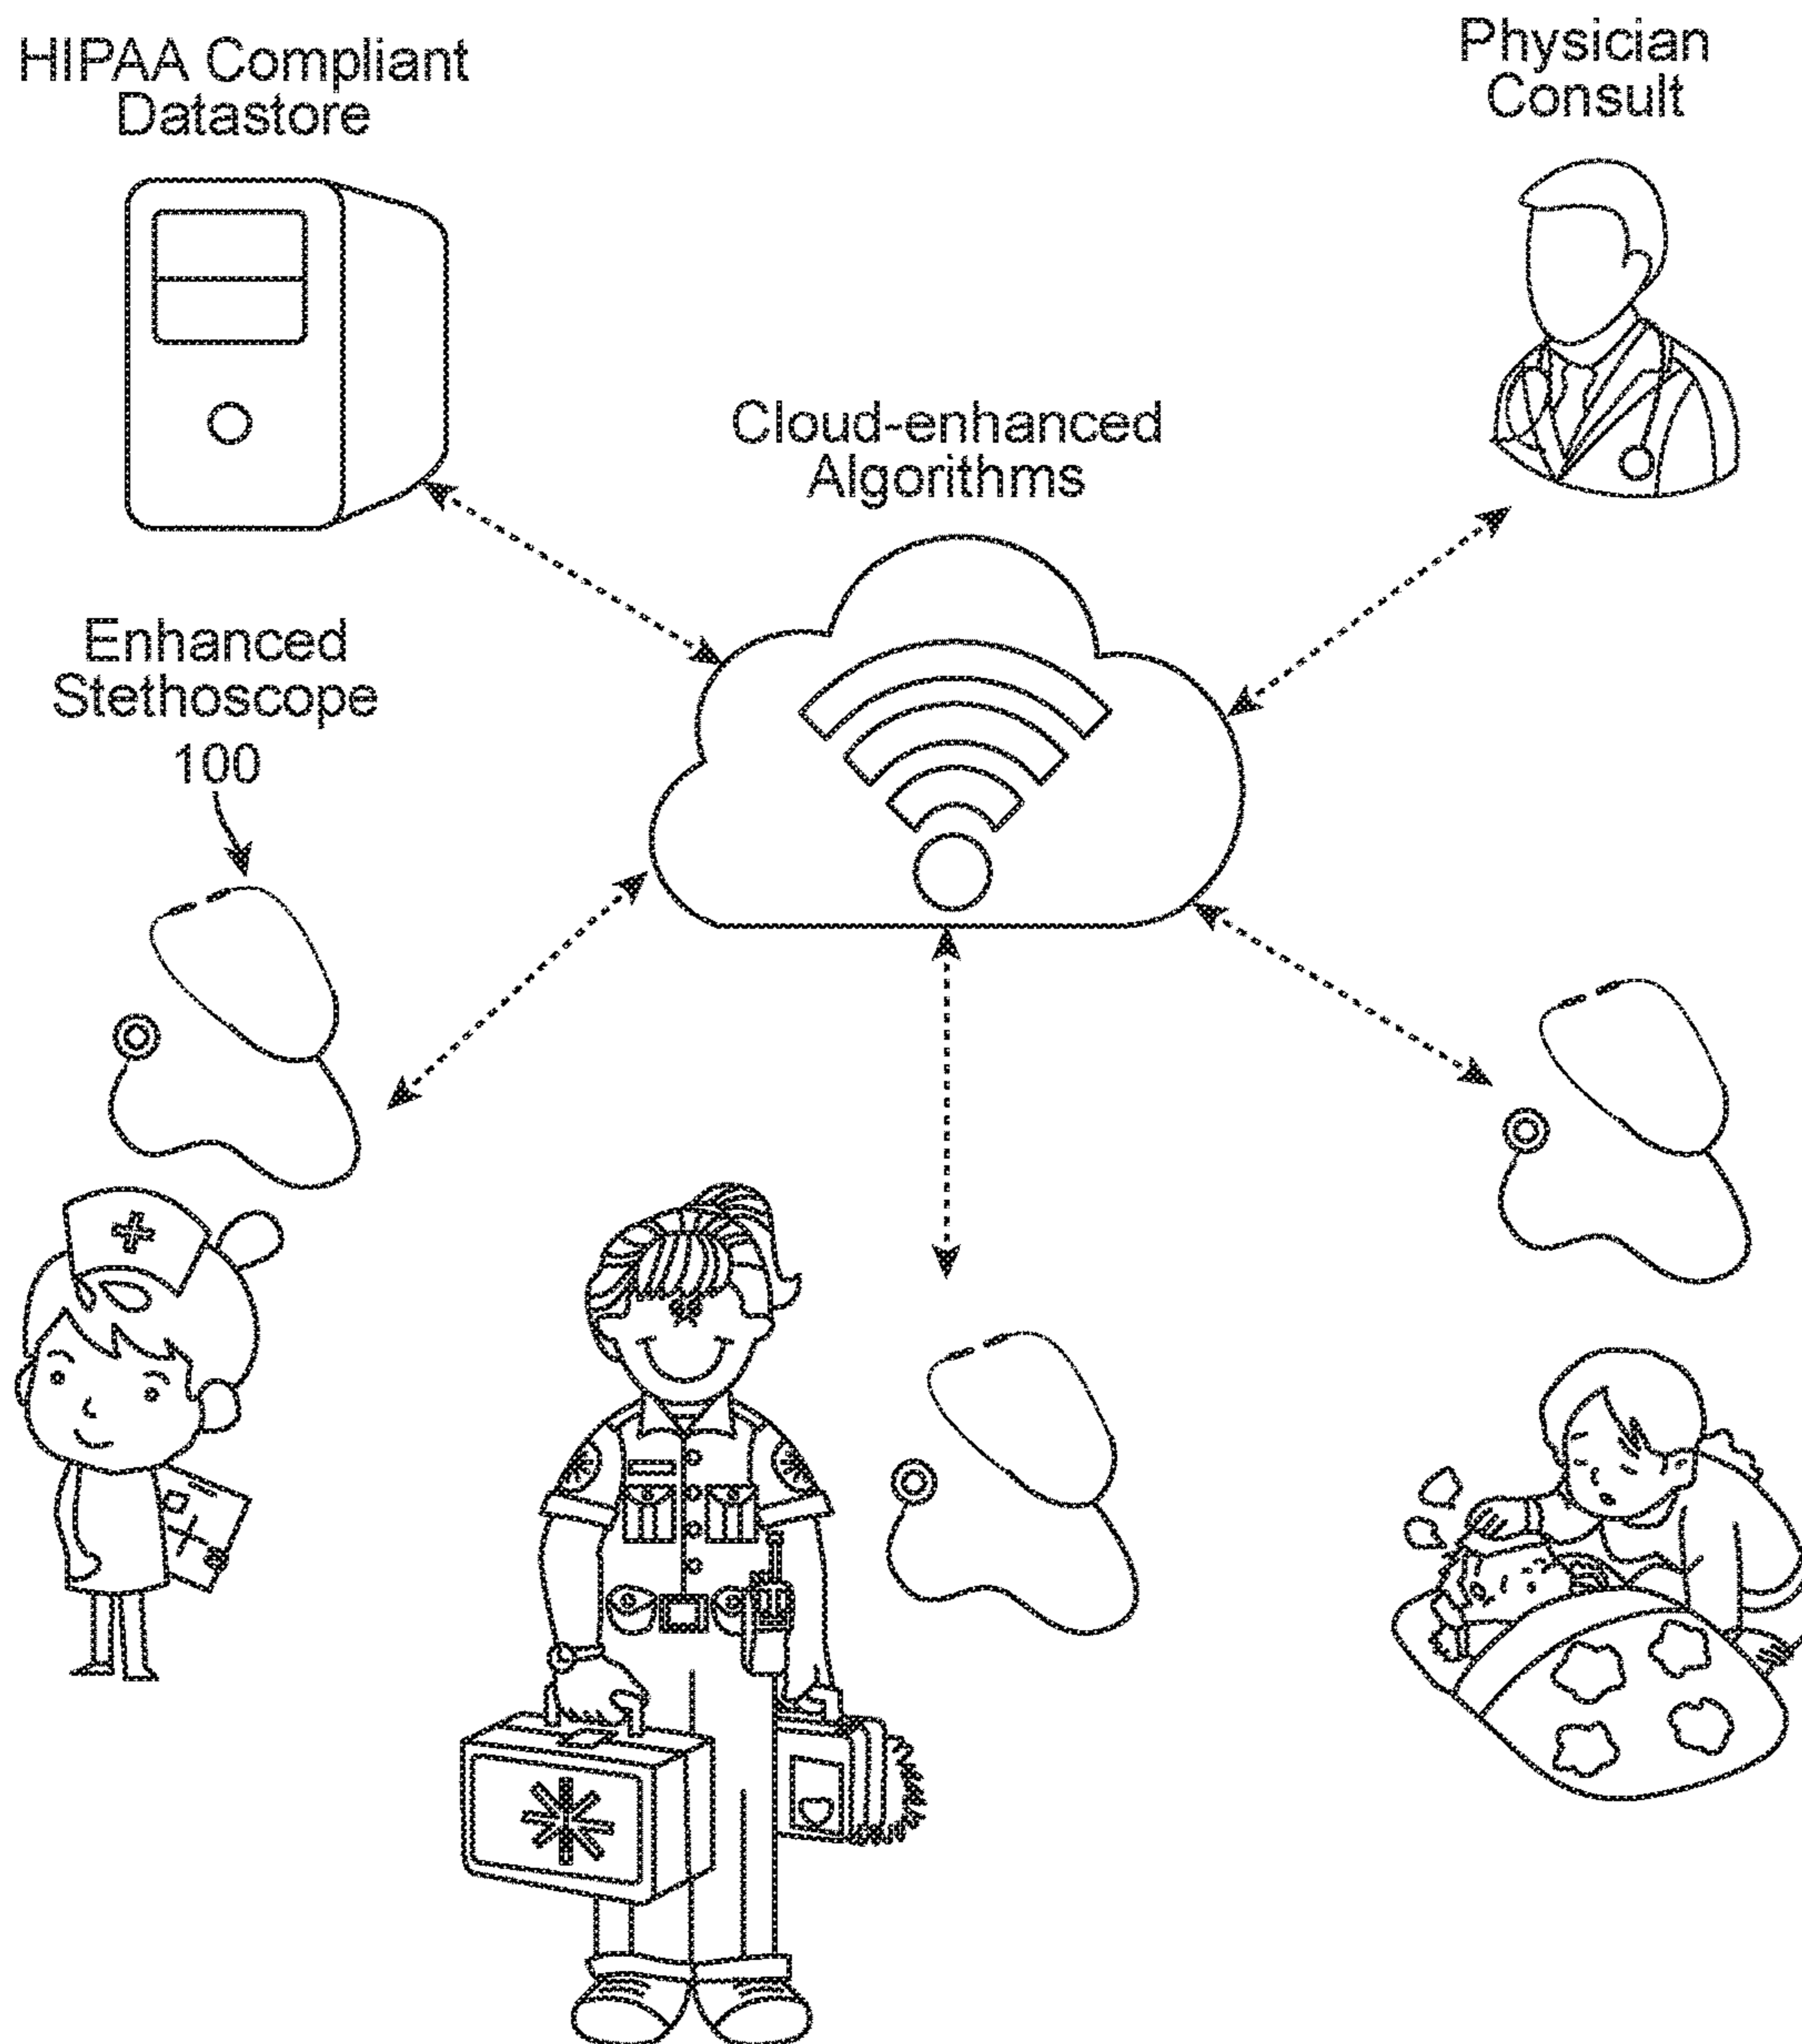 HIPAA Compliant
Datastore
Physician
Consult
Cloud-enhanced
Algorithms
Enhanced
Stethoscope
100